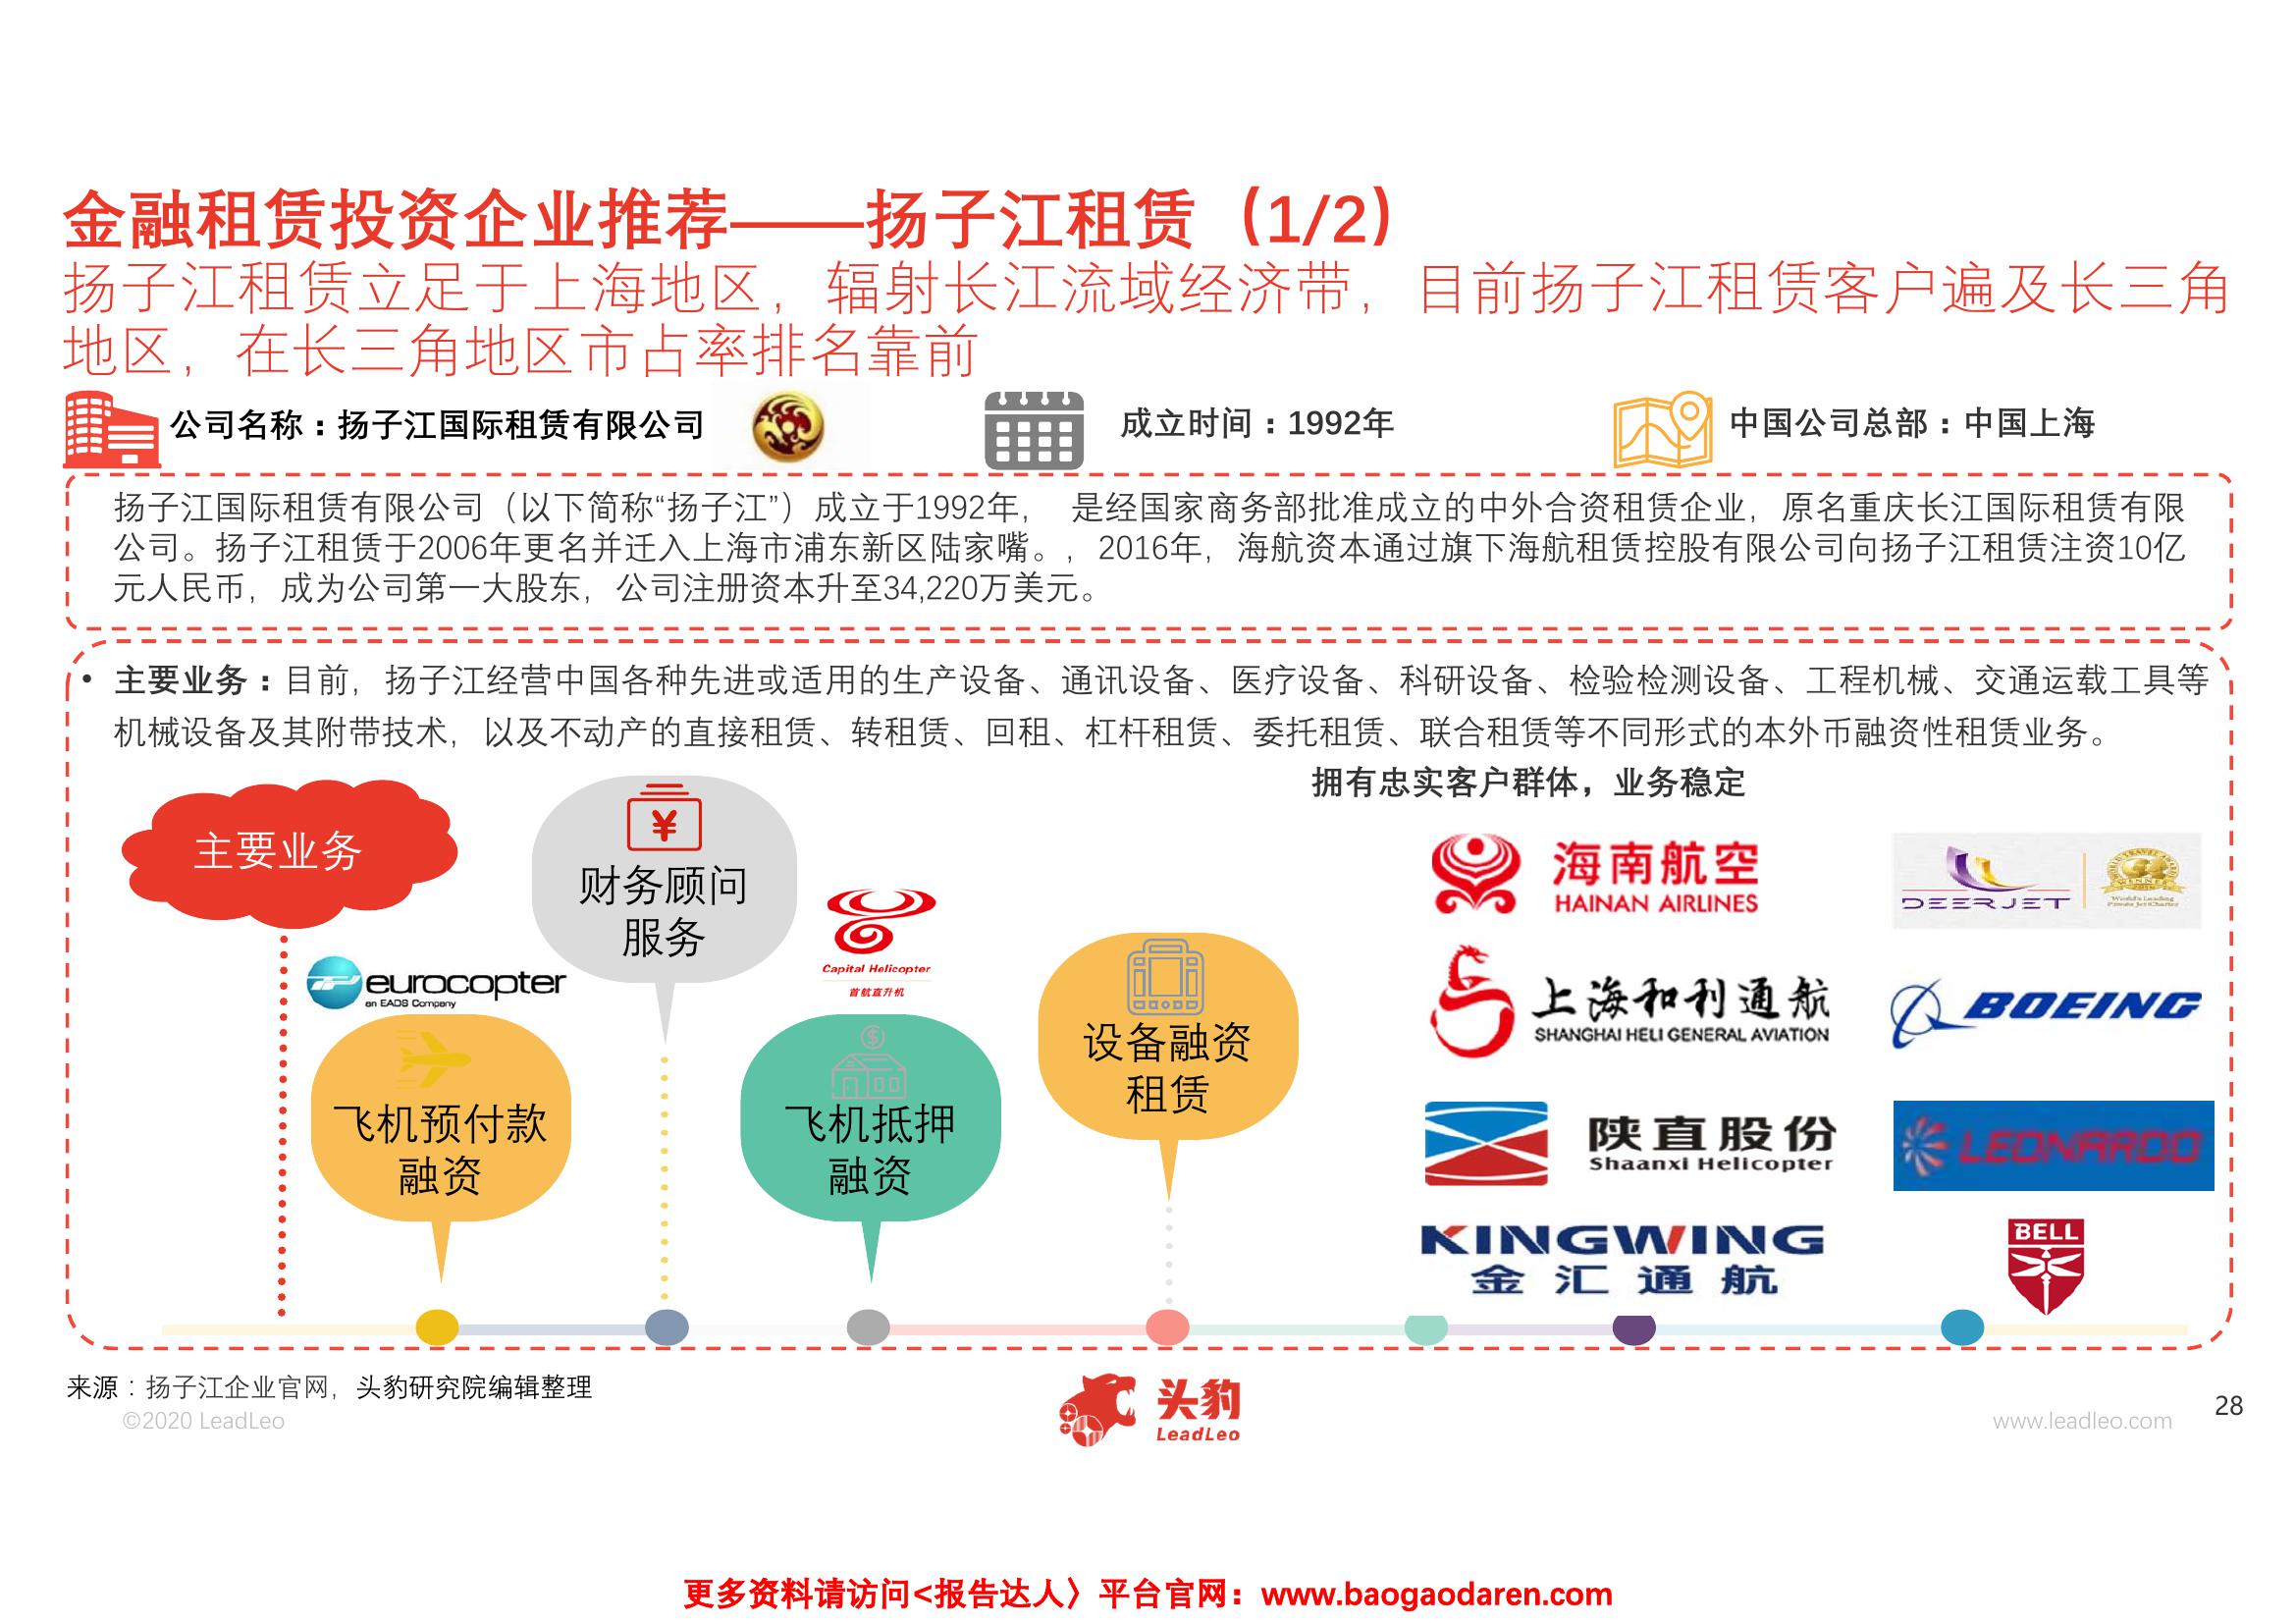 金融租赁投资企业推荐——扬子江租赁（1/2）
扬子江租赁立足于上海地区，辐射长江流域经济带，目前扬子江租赁客户遍及长三角
地区，在长三角地区市占率排名靠前
公司名称：扬子江国际租赁有限公司
成立时间：1992年
中国公司总部：中国上海
扬子江国际租赁有限公司（以下简称“扬子江”）成立于1992年， 是经国家商务部批准成立的中外合资租赁企业，原名重庆长江国际租赁有限
公司。扬子江租赁于2006年更名并迁入上海市浦东新区陆家嘴。，2016年，海航资本通过旗下海航租赁控股有限公司向扬子江租赁注资10亿
元人民币，成为公司第一大股东，公司注册资本升至34,220万美元。
• 主要业务：目前，扬子江经营中国各种先进或适用的生产设备、通讯设备、医疗设备、科研设备、检验检测设备、工程机械、交通运载工具等
机械设备及其附带技术，以及不动产的直接租赁、转租赁、回租、杠杆租赁、委托租赁、联合租赁等不同形式的本外币融资性租赁业务。
拥有忠实客户群体，业务稳定
主要业务
¥
财务顾问
服务
eurocopter
an EADS Company
Capital Helicopter
首航直升机
飞机预付款
融资
$
飞机抵押
融资
设备融资
租赁
海南航空
HAINAN AIRLINES
DEERJET
WORLD TRAVEL AWARDS
WINNER
World's Leading
Private Jet Charter
上海和利通航
SHANGHAI HELI GENERAL AVIATION
BOEING
陕直股份
Shaanxi Helicopter
LEONARDO
KINGWING
金汇通航
BELL
来源：扬子江企业官网，头豹研究院编辑整理
©2020 LeadLeo
头豹
LeadLeo
www.leadleo.com
28
更多资料请访问<报告达人〉平台官网：www.baogaodaren.com